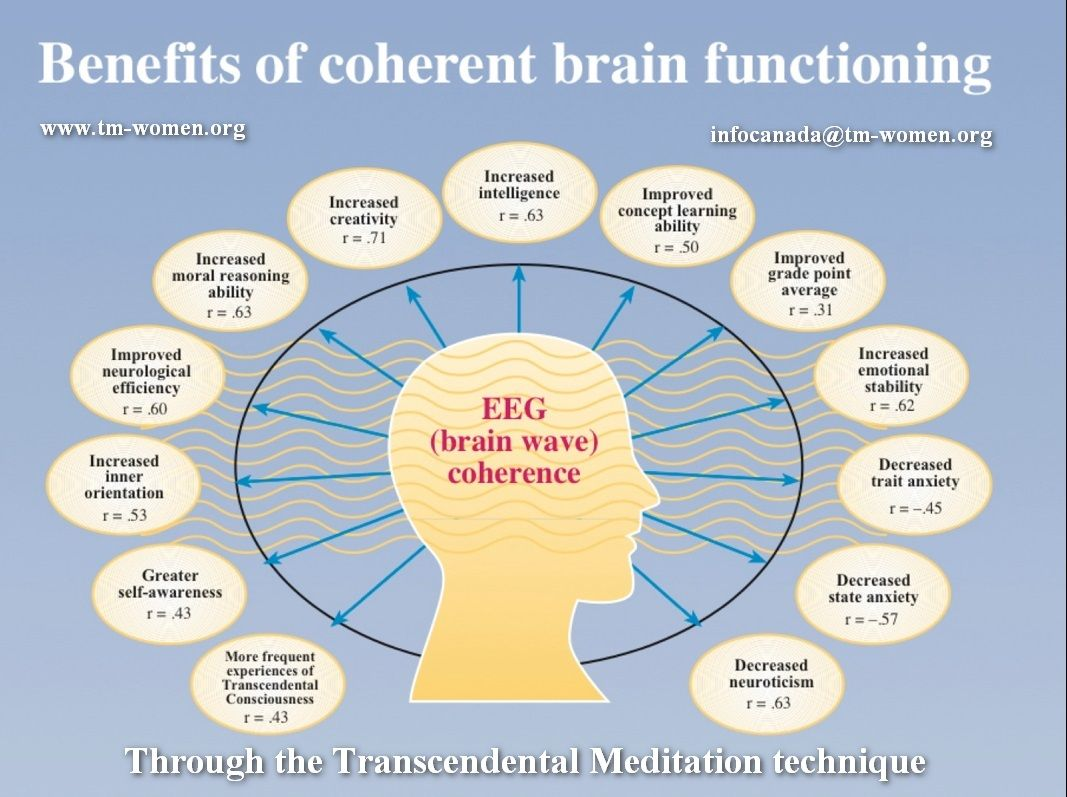 Benefits of coherent brain functioning
www.tm-women.org
infocanada@tm-women.org
Increased
intelligence
r = .63
Increased
creativity
r = .71
Improved
concept learning
ability
r = .50
Increased
moral reasoning
ability
r = .63
Improved
grade point
average
r = .31
Improved
neurological
efficiency
r = .60
Increased
emotional
stability
r = .62
EEG
(brain wave)
coherence
Increased
inner
orientation
r = .53
Decreased
trait anxiety
r = –.45
Greater
self-awareness
r = .43
Decreased
state anxiety
r = –.57
More frequent
experiences of
Transcendental
Consciousness
r = .43
Decreased
neuroticism
r = .63
Through the Transcendental Meditation technique